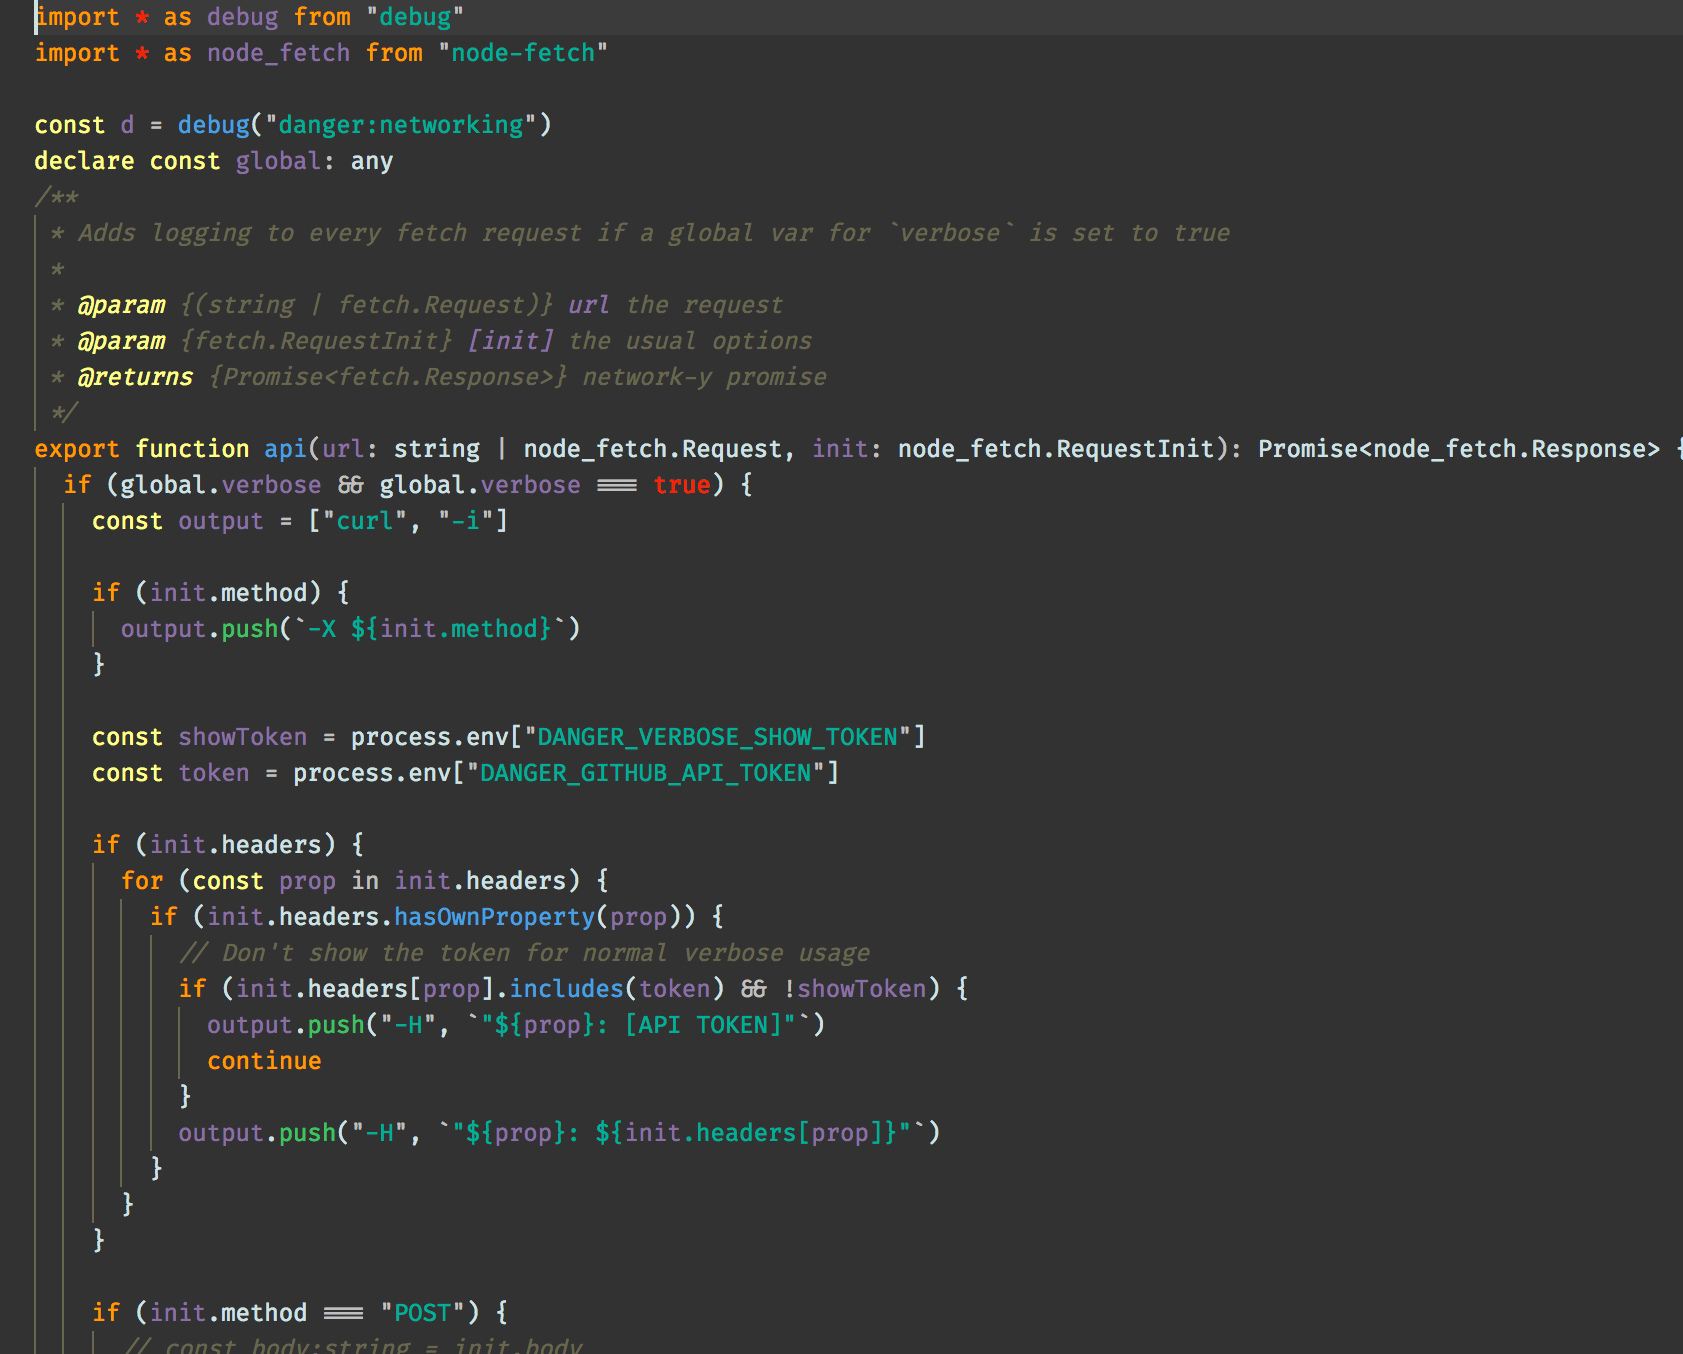 import * as debug from "debug"
import * as node_fetch from "node-fetch"

const d = debug("danger:networking")
declare const global: any
/**
 * Adds logging to every fetch request if a global var for `verbose` is set to true
 *
 * @param {(string | fetch.Request)} url the request
 * @param {fetch.RequestInit} [init] the usual options
 * @returns {Promise<fetch.Response>} network-y promise
 */
export function api(url: string | node_fetch.Request, init: node_fetch.RequestInit): Promise<node_fetch.Response> {
  if (global.verbose && global.verbose === true) {
    const output = ["curl", "-i"]

    if (init.method) {
      output.push(`-X ${init.method}`)
    }

    const showToken = process.env["DANGER_VERBOSE_SHOW_TOKEN"]
    const token = process.env["DANGER_GITHUB_API_TOKEN"]

    if (init.headers) {
      for (const prop in init.headers) {
        if (init.headers.hasOwnProperty(prop)) {
          // Don't show the token for normal verbose usage
          if (init.headers[prop].includes(token) && !showToken) {
            output.push("-H", `"${prop}: [API TOKEN]"`)
            continue
          }
          output.push("-H", `"${prop}: ${init.headers[prop]}"`)
        }
      }
    }

    if (init.method === "POST") {
      // const body:string = init.body